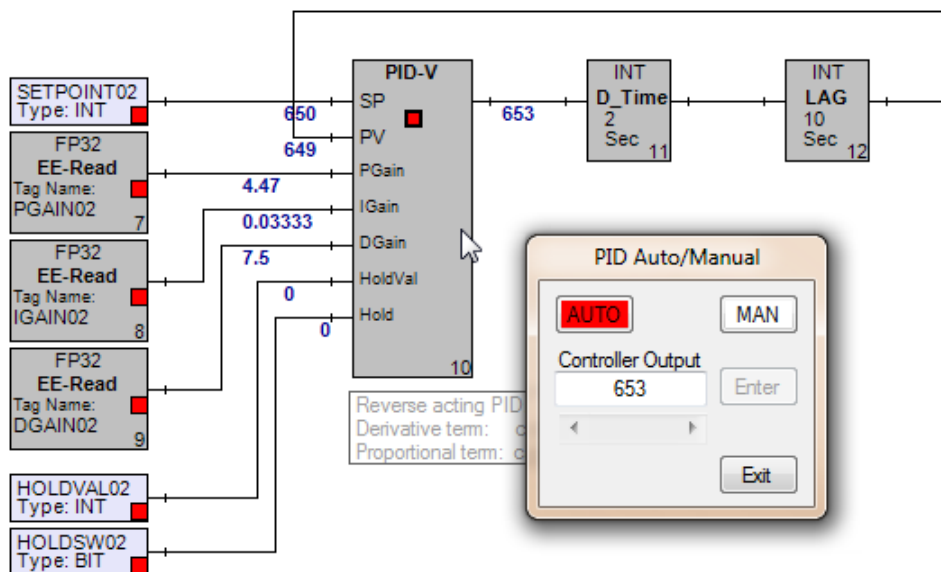 SETPOINT02
Type: INT
FP32
EE-Read
Tag Name:
PGAIN02
7
FP32
EE-Read
Tag Name:
IGAIN02
8
FP32
EE-Read
Tag Name:
DGAIN02
9
HOLDVAL02
Type: INT
HOLDSW02
Type: BIT
650
649
4.47
0.03333
7.5
0
0
PID-V
SP
PV
PGain
IGain
DGain
HoldVal
Hold
10
Reverse acting PID
Derivative term:
Proportional term:
653
INT
D_Time
2
Sec
11
INT
LAG
10
Sec
12
PID Auto/Manual
AUTO
MAN
Controller Output
653
Enter
Exit